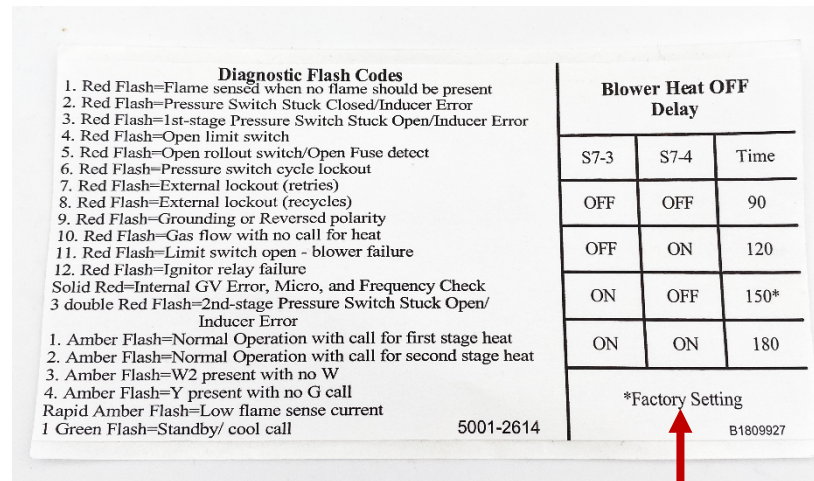 Diagnostic Flash Codes
1. Red Flash=Flame sensed when no flame should be present
2. Red Flash=Pressure Switch Stuck Closed/Inducer Error
3. Red Flash=1st-stage Pressure Switch Stuck Open/Inducer Error
4. Red Flash=Open limit switch
5. Red Flash=Open rollout switch/Open Fuse detect
6. Red Flash=Pressure switch cycle lockout
7. Red Flash=External lockout (retries)
8. Red Flash=External lockout (recycles)
9. Red Flash=Grounding or Reversed polarity
10. Red Flash=Gas flow with no call for heat
11. Red Flash=Limit switch open - blower failure
12. Red Flash=Ignitor relay failure
Solid Red=Internal GV Error, Micro, and Frequency Check
3 double Red Flash=2nd-stage Pressure Switch Stuck Open/
Inducer Error
1. Amber Flash=Normal Operation with call for first stage heat
2. Amber Flash=Normal Operation with call for second stage heat
3. Amber Flash=W2 present with no W
4. Amber Flash=Y present with no G call
Rapid Amber Flash=Low flame sense current
1 Green Flash=Standby/ cool call
5001-2614
Blower Heat OFF
Delay
S7-3 S7-4 Time
OFF OFF 90
OFF ON 120
ON OFF 150*
ON ON 180
*Factory Setting
B1809927